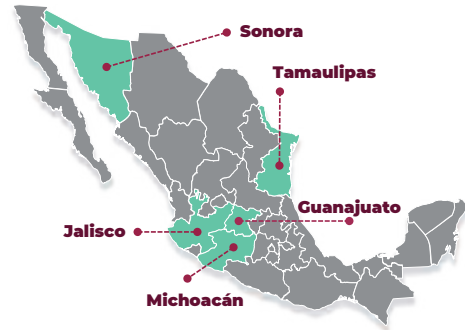 Sonora
Tamaulipas
Guanajuato
Jalisco
Michoacán